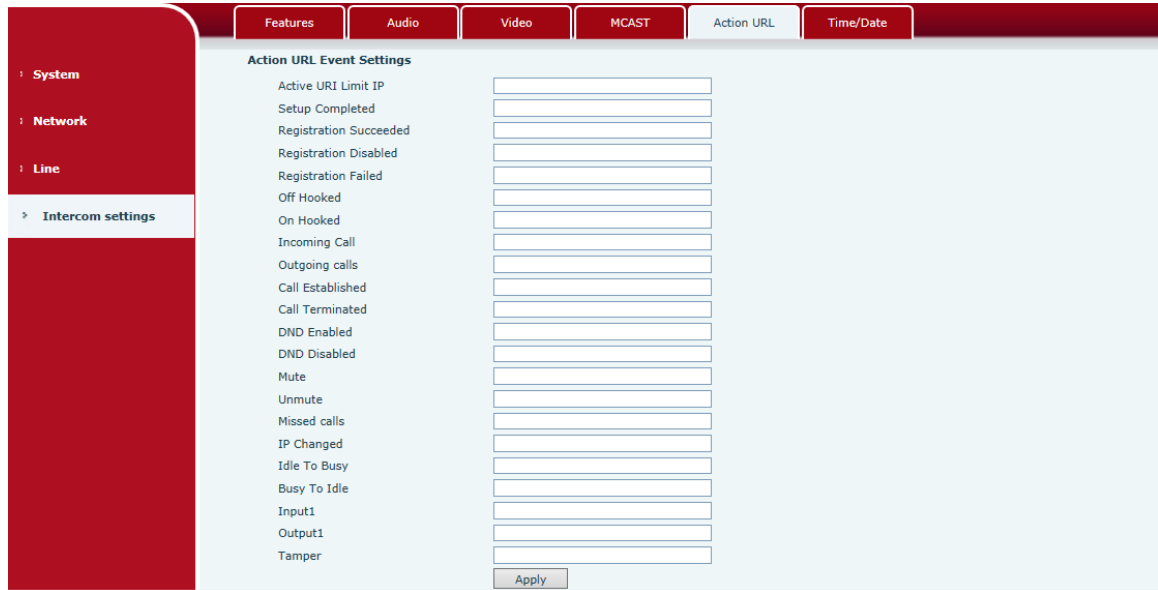 Features Audio Video MCAST Action URL Time/Date
System
Network
Line
Intercom settings
Action URL Event Settings
Active URI Limit IP
Setup Completed
Registration Succeeded
Registration Disabled
Registration Failed
Off Hooked
On Hooked
Incoming Call
Outgoing calls
Call Established
Call Terminated
DND Enabled
DND Disabled
Mute
Unmute
Missed calls
IP Changed
Idle To Busy
Busy To Idle
Input1
Output1
Tamper
Apply